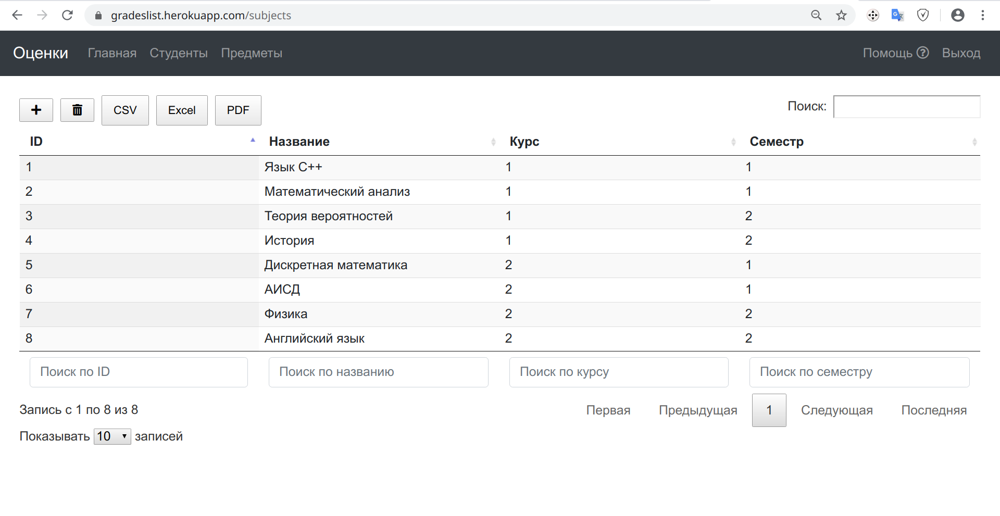 gradeslist.herokuapp.com/subjects
Оценки Главная Студенты Предметы Помощь Выход
CSV Excel PDF Поиск:
ID Название Курс Семестр
1 Язык C++ 1 1
2 Математический анализ 1 1
3 Теория вероятностей 1 2
4 История 1 2
5 Дискретная математика 2 1
6 АИСД 2 1
7 Физика 2 2
8 Английский язык 2 2
Поиск по ID Поиск по названию Поиск по курсу Поиск по семестру
Запись с 1 по 8 из 8 Первая Предыдущая 1 Следующая Последняя
Показывать 10 записей